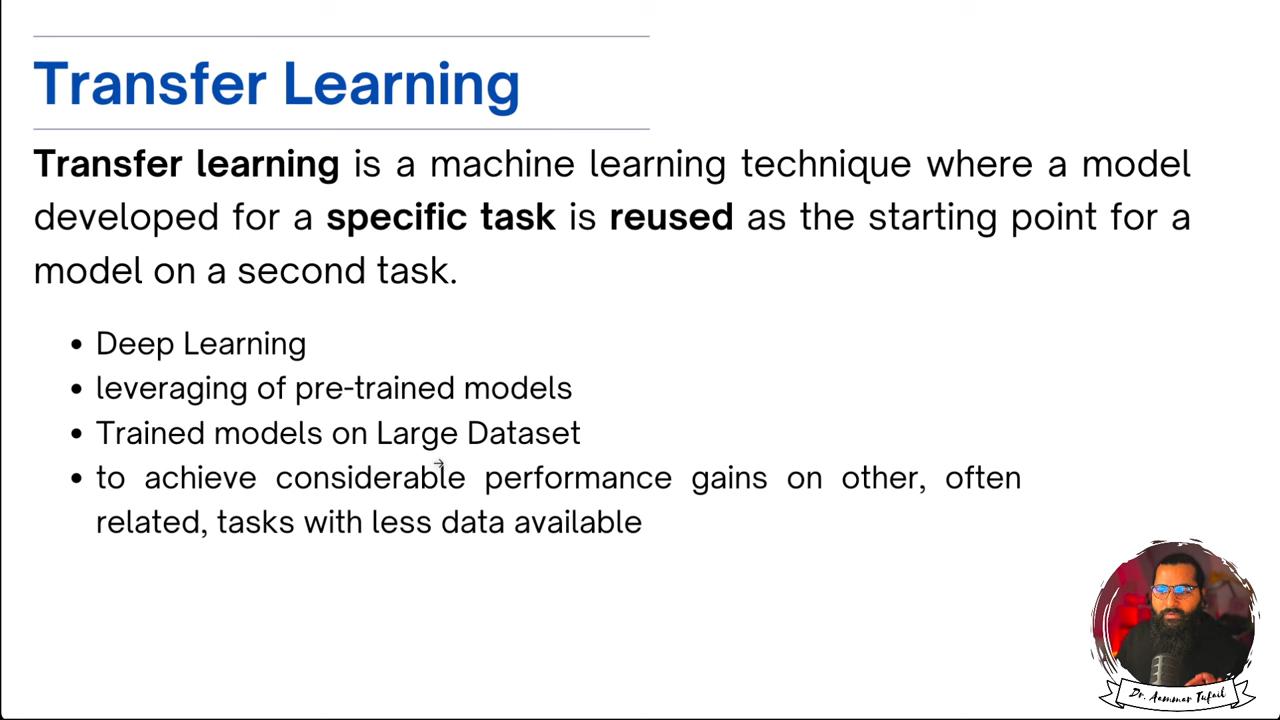 Transfer Learning
Transfer learning is a machine learning technique where a model
developed for a specific task is reused as the starting point for a
model on a second task.
• Deep Learning
• leveraging of pre-trained models
• Trained models on Large Dataset
• to achieve considerable performance gains on other, often
related, tasks with less data available
Dr. Aammar Tufail